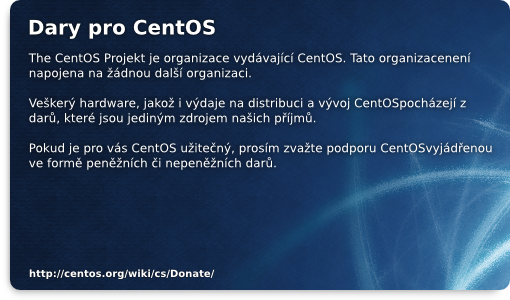 Dary pro CentOS
The CentOS Projekt je organizace vydávající CentOS. Tato organizacenení
napojena na žádnou další organizaci.
Veškerý hardware, jakož i výdaje na distribuci a vývoj CentOSpocházejí z
darů, které jsou jediným zdrojem našich příjmů.
Pokud je pro vás CentOS užitečný, prosím zvažte podporu CentOSvyjádřenou
ve formě peněžních či nepeněžních darů.
http://centos.org/wiki/cs/Donate/